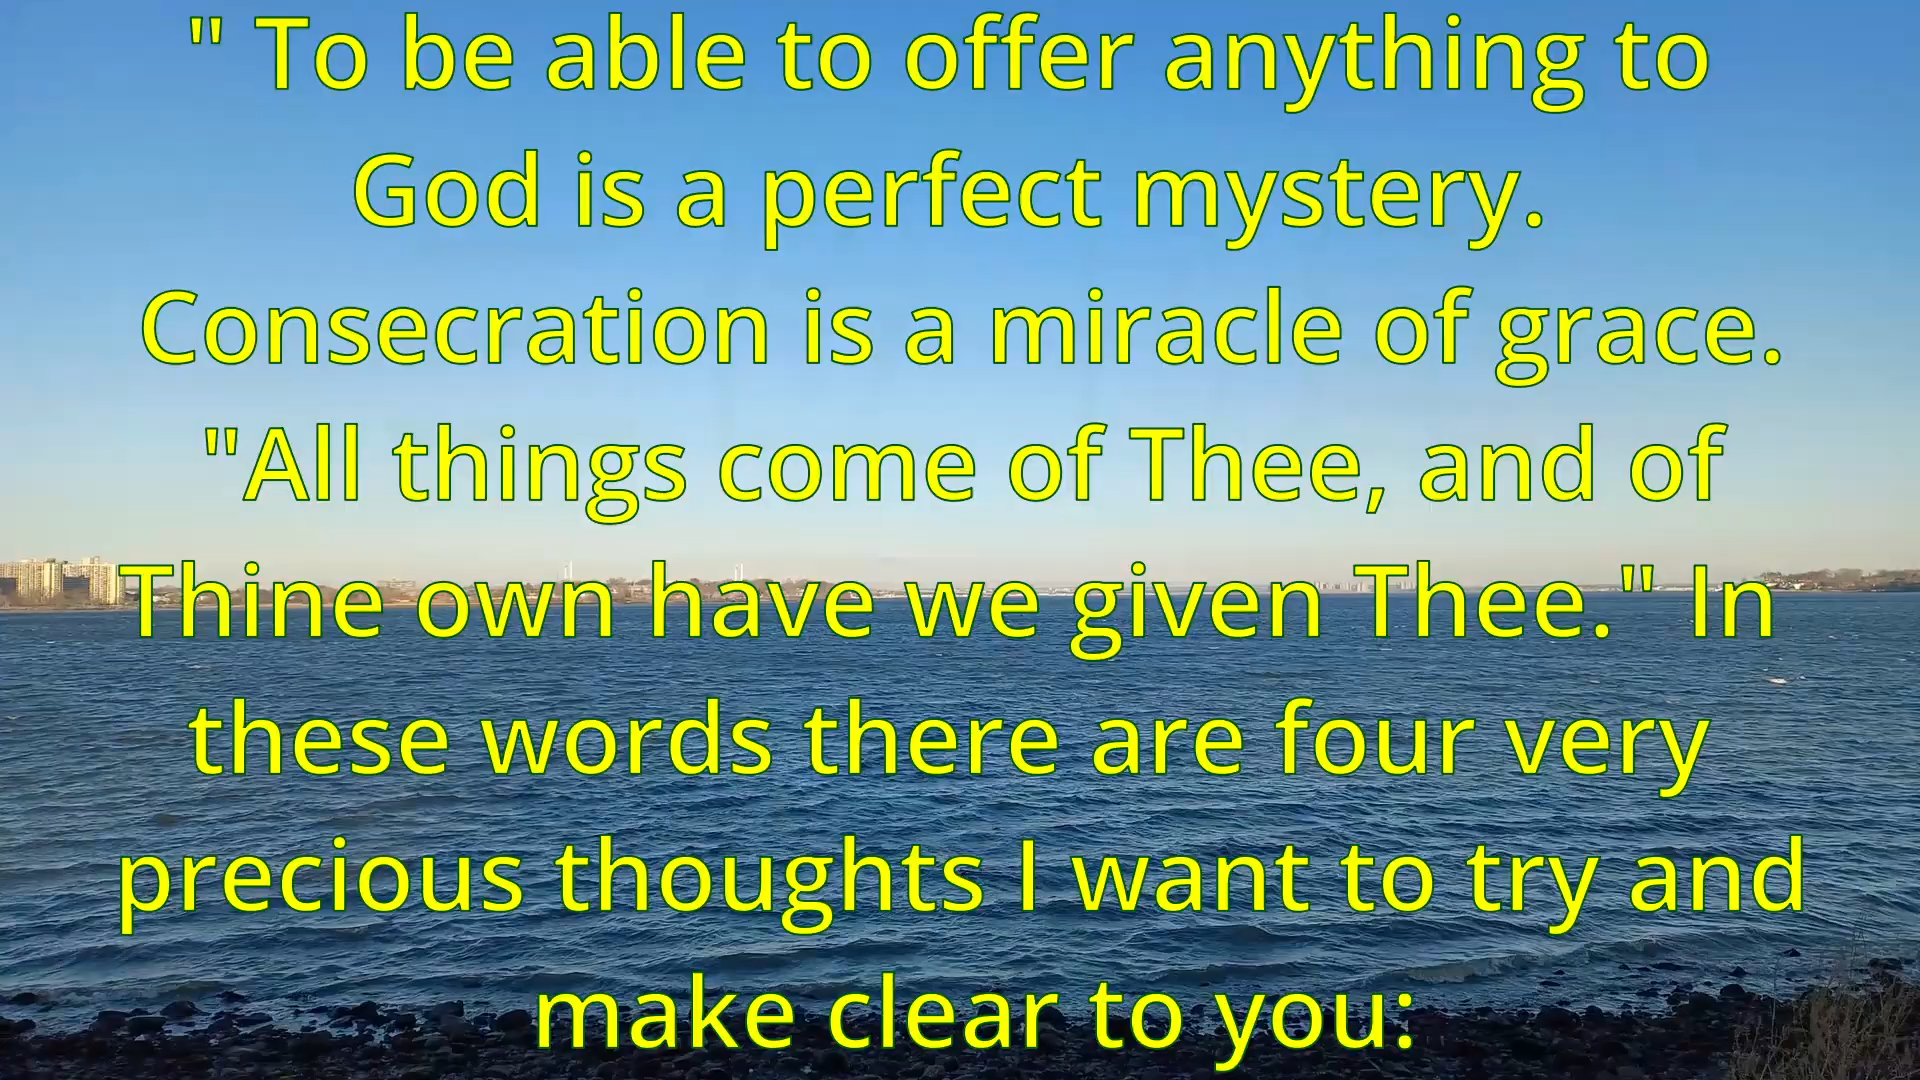 " To be able to offer anything to
God is a perfect mystery.
Consecration is a miracle of grace.
"All things come of Thee, and of
Thine own have we given Thee." In
these words there are four very
precious thoughts I want to try and
make clear to you: